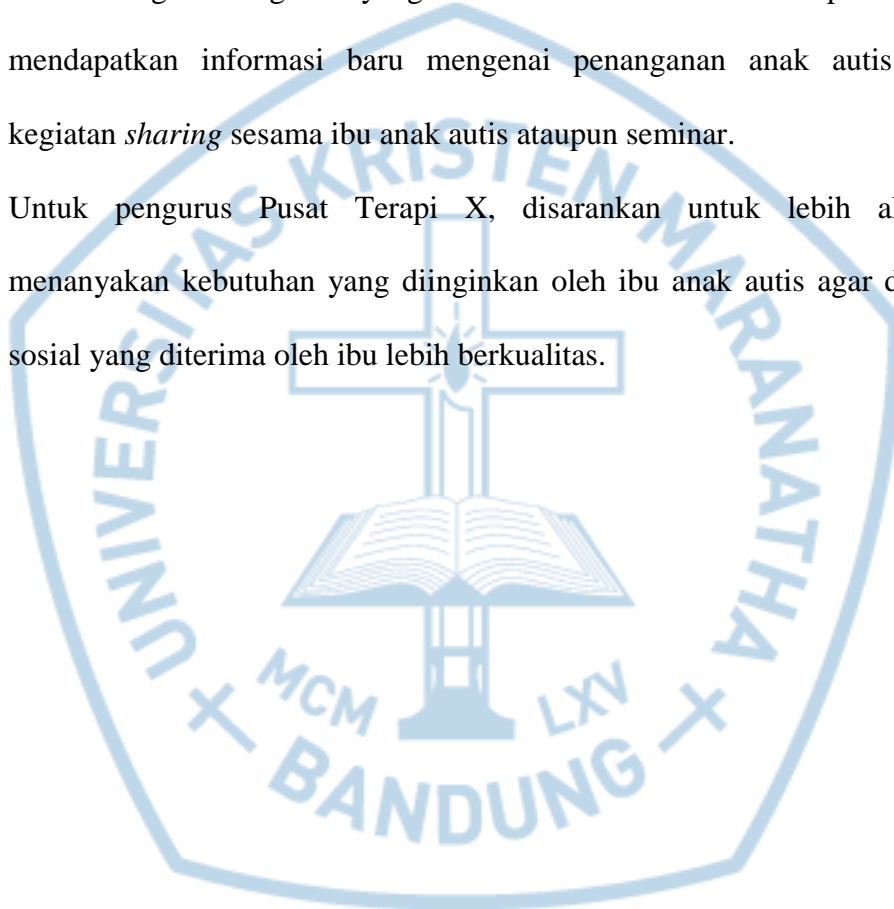 mendapatkan informasi baru mengenai penanganan anak autis
kegiatan sharing sesama ibu anak autis ataupun seminar.
Untuk pengurus Pusat Terapi X, disarankan untuk lebih
menanyakan kebutuhan yang diinginkan oleh ibu anak autis agar
sosial yang diterima oleh ibu lebih berkualitas.
UNIVERSITAS KRISTEN MARANATHA
MCM LXV
BANDUNG